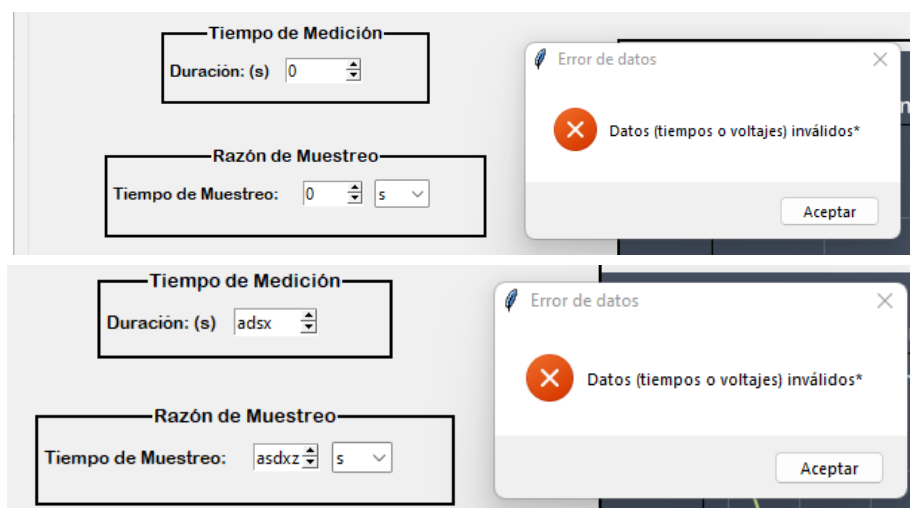 Tiempo de Medición
Duración: (s) 0
Razón de Muestreo
Tiempo de Muestreo: 0 s
Error de datos
Datos (tiempos o voltajes) inválidos*
Aceptar
Tiempo de Medición
Duración: (s) adsx
Razón de Muestreo
Tiempo de Muestreo: asdxz s
Error de datos
Datos (tiempos o voltajes) inválidos*
Aceptar